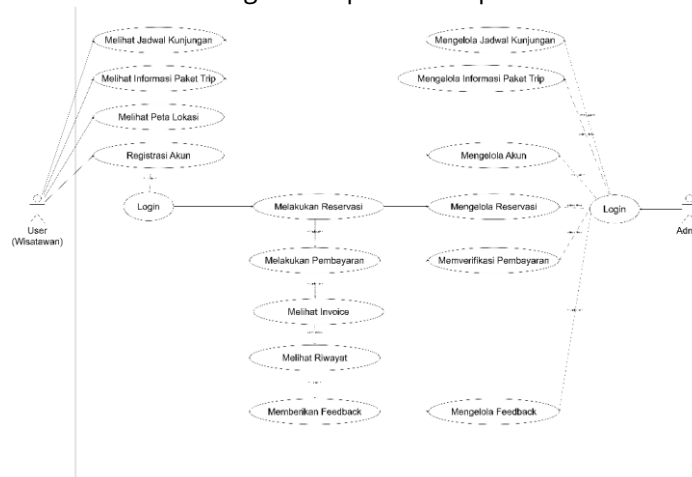 Melihat Jadwal Kunjungan
Mengelola Jadwal Kunjungan
Melihat Informasi Paket Trip
Mengelola Informasi Paket Trip
Melihat Peta Lokasi
Registrasi Akun
Mengelola Akun
Login
Melakukan Reservasi
Mengelola Reservasi
Login
User
(Wisatawan)
Melakukan Pembayaran
Memverifikasi Pembayaran
Melihat Invoice
Melihat Riwayat
Memberikan Feedback
Mengelola Feedback